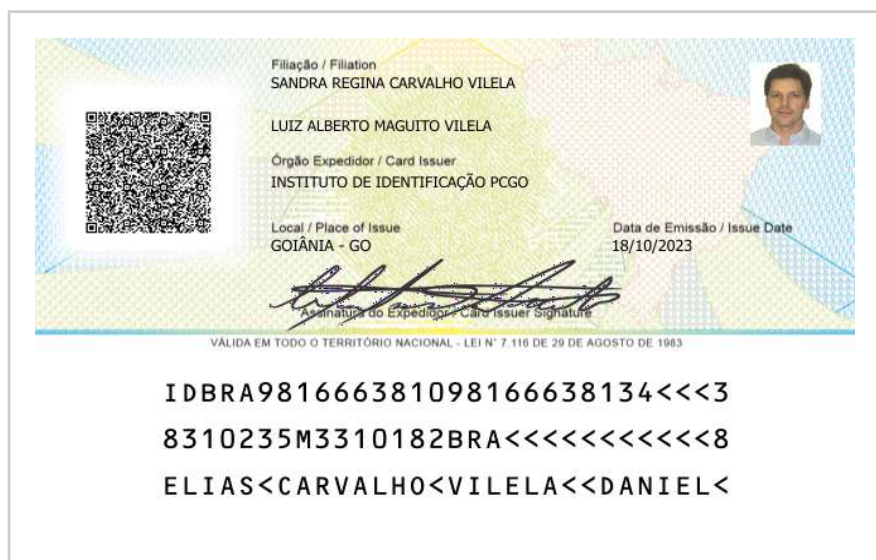 Filiação / Filiation
SANDRA REGINA CARVALHO VILELA
LUIZ ALBERTO MAGUITO VILELA
Órgão Expedidor / Card Issuer
INSTITUTO DE IDENTIFICAÇÃO PCGO
Local / Place of Issue
GOIÂNIA - GO
Data de Emissão / Issue Date
18/10/2023
Assinatura do Expedidor / Card Issuer Signature
VÁLIDA EM TODO O TERRITÓRIO NACIONAL - LEI N° 7.116 DE 29 DE AGOSTO DE 1983
IDBRA981666381098166638134<<<3
8310235M3310182BRA<<<<<<<<<<<8
ELIAS<CARVALHO<VILELA<<DANIEL<